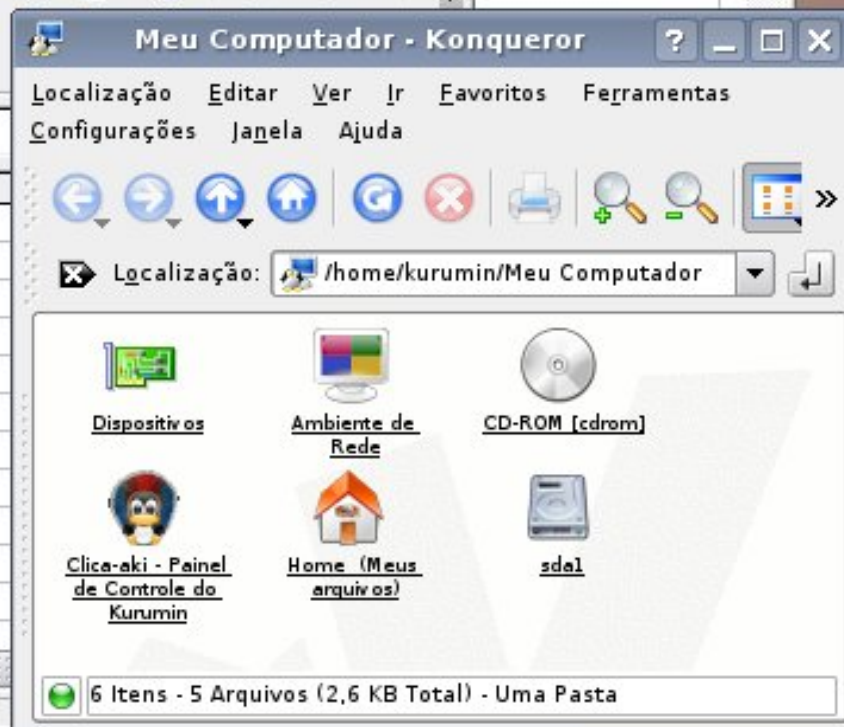 Meu Computador - Konqueror
Localização Editar Ver Ir Favoritos Ferramentas
Configurações Janela Ajuda
Localização: /home/kurumin/Meu Computador
Dispositivos
Ambiente de
Rede
CD-ROM [cdrom]
Clica-aki - Painel
de Controle do
Kurumin
Home (Meus
arquivos)
sda1
6 Itens - 5 Arquivos (2,6 KB Total) - Uma Pasta